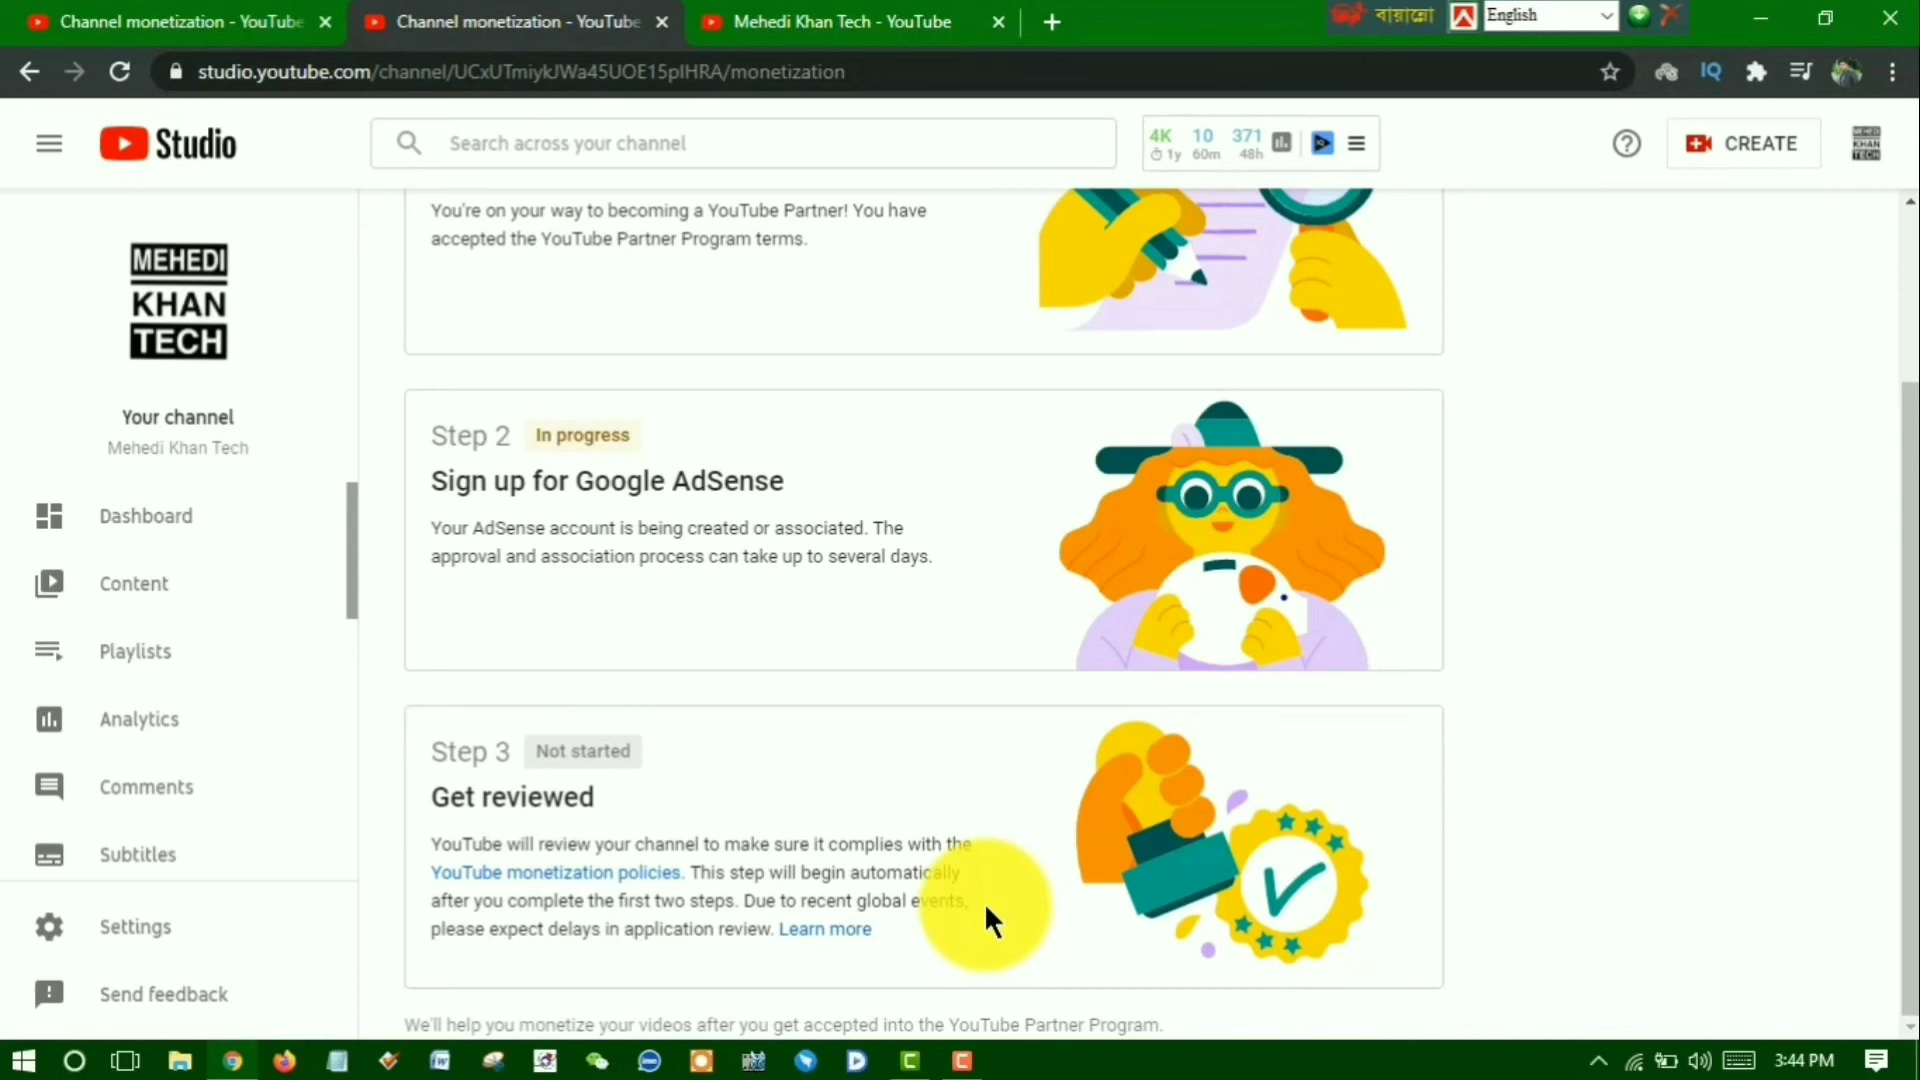 Channel monetization - YouTube
Channel monetization - YouTube
Mehedi Khan Tech - YouTube
বায়ান্নো
English
studio.youtube.com/channel/UCxUTmiykJWa45UOE15pIHRA/monetization
IQ
Studio
Search across your channel
4K 10 371
1y 60m 48h
CREATE
MEHEDI
KHAN
TECH
You're on your way to becoming a YouTube Partner! You have
accepted the YouTube Partner Program terms.
MEHEDI
KHAN
TECH
Your channel
Mehedi Khan Tech
Dashboard
Content
Playlists
Analytics
Comments
Subtitles
Settings
Send feedback
Step 2 In progress
Sign up for Google AdSense
Your AdSense account is being created or associated. The
approval and association process can take up to several days.
Step 3 Not started
Get reviewed
YouTube will review your channel to make sure it complies with the
YouTube monetization policies. This step will begin automatically
after you complete the first two steps. Due to recent global events,
please expect delays in application review. Learn more
We'll help you monetize your videos after you get accepted into the YouTube Partner Program.
3:44 PM